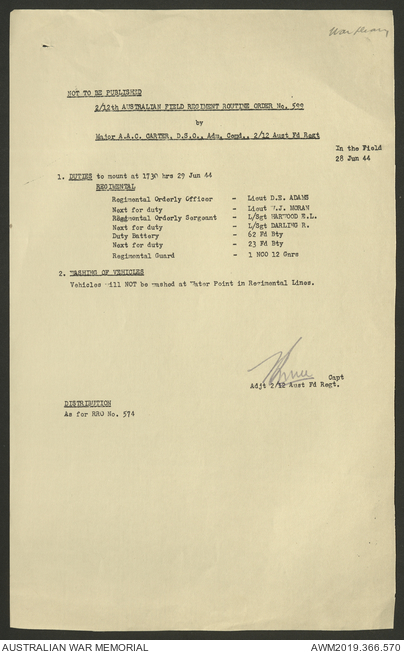 War Diary
NOT TO BE PUBLISHED
2/12th AUSTRALIAN FIELD REGIMENT ROUTINE ORDER No.
by
Major A.A.C. CARTER, D.S.C., Adm. Comd., 2/12 Aust Fd Regt
In the Field
28 Jun 44
1. DUTIES to mount at 1730 hrs 29 Jun 44
REGIMENTAL
Regimental Orderly Officer - Lieut D.E. ADAMS
Next for duty - Lieut W.J. MORAN
Regmental Orderly Sergeant - L/Sgt HARWOOD E.L.
Next for duty - L/Sgt DARLING R.
Duty Battery - 62 Fd Bty
Next for duty - 23 Fd Bty
Regimental Guard - 1 NCO 12 Gnrs
2. WASHING OF VEHICLES
Vehicles will NOT be washed at Water Point in Regimental Lines.
Capt
Adjt 2/12 Aust Fd Regt.
DISTRIBUTION
As for RRO No. 574
AUSTRALIAN WAR MEMORIAL
AWM2019.366.570